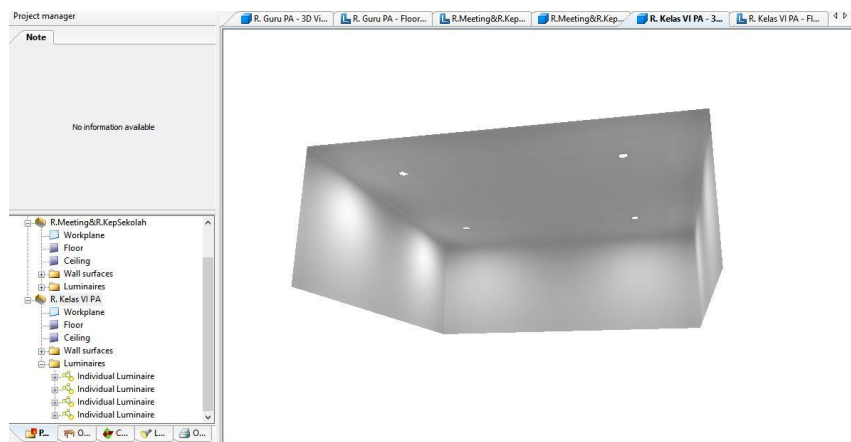 Project manager
R. Guru PA - 3D Vi...
R. Guru PA - Floor...
R.Meeting&R.Kep...
R.Meeting&R.Kep...
R. Kelas VI PA - 3...
R. Kelas VI PA - Fl...
Note
No information available
R.Meeting&R.KepSekolah
Workplane
Floor
Ceiling
Wall surfaces
Luminaires
R. Kelas VI PA
Workplane
Floor
Ceiling
Wall surfaces
Luminaires
Individual Luminaire
Individual Luminaire
Individual Luminaire
Individual Luminaire
P...
O...
C...
L...
O...